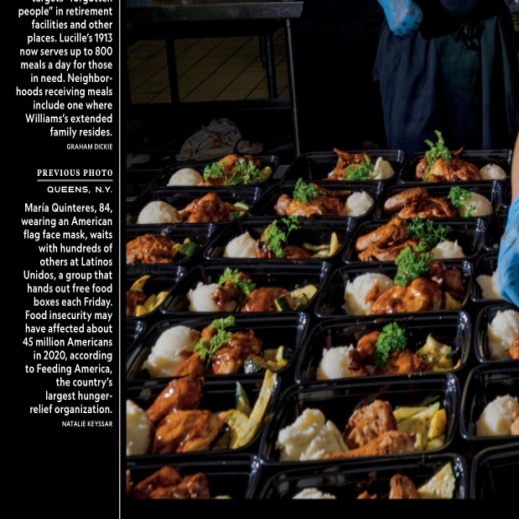 targets "forgotten
people" in retirement
facilities and other
places. Lucille's 1913
now serves up to 800
meals a day for those
in need. Neighbor-
hoods receiving meals
include one where
Williams's extended
family resides.
GRAHAM DICKIE
PREVIOUS PHOTO
QUEENS, N.Y.
María Quinteres, 84,
wearing an American
flag face mask, waits
with hundreds of
others at Latinos
Unidos, a group that
hands out free food
boxes each Friday.
Food insecurity may
have affected about
45 million Americans
in 2020, according
to Feeding America,
the country's
largest hunger-
relief organization.
NATALIE KEYSSAR